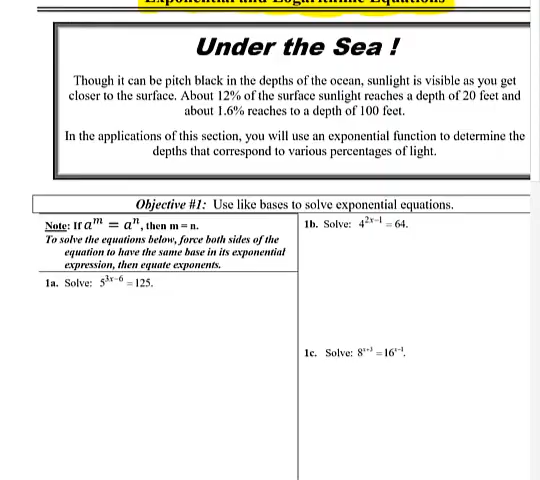 Exponential and Logarithmic Equations
Under the Sea !
Though it can be pitch black in the depths of the ocean, sunlight is visible as you get
closer to the surface. About 12% of the surface sunlight reaches a depth of 20 feet and
about 1.6% reaches to a depth of 100 feet.
In the applications of this section, you will use an exponential function to determine the
depths that correspond to various percentages of light.
Objective #1: Use like bases to solve exponential equations.
Note: If a^m = a^n, then m = n.
To solve the equations below, force both sides of the
equation to have the same base in its exponential
expression, then equate exponents.
1a. Solve: 5^(3x−6) = 125.
1b. Solve: 4^(2x−1) = 64.
1c. Solve: 8^(x+3) = 16^(x−1).